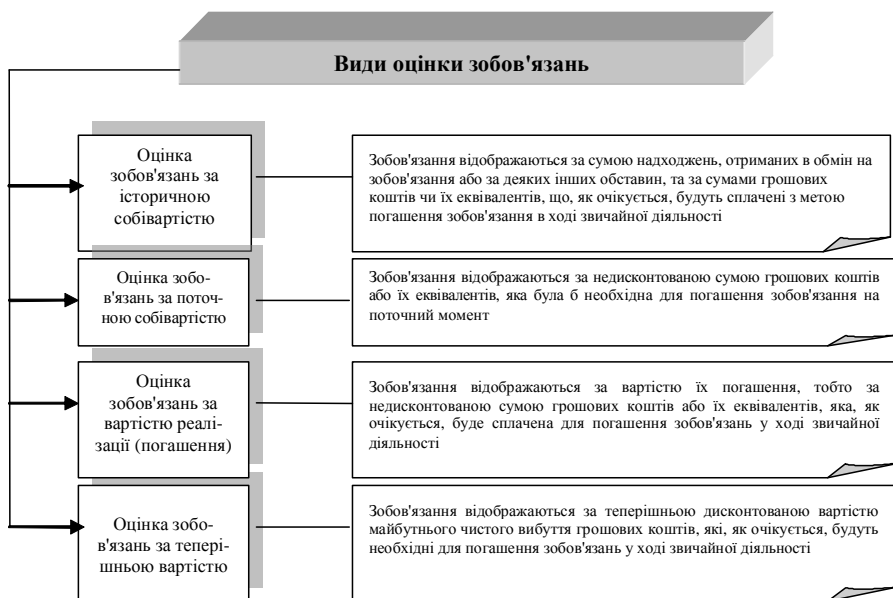 Види оцінки зобов'язань
Оцінка
зобов'язань за
історичною
собівартістю
Зобов'язання відображаються за сумою надходжень, отриманих в обмін на
зобов'язання або за деяких інших обставин, та за сумами грошових
коштів чи їх еквівалентів, що, як очікується, будуть сплачені з метою
погашення зобов'язання в ході звичайної діяльності
Оцінка зобо-
в'язань за поточ-
ною собівартістю
Зобов'язання відображаються за недисконтованою сумою грошових коштів
або їх еквівалентів, яка була б необхідна для погашення зобов'язання на
поточний момент
Оцінка
зобов'язань за
вартістю реалі-
зації (погашення)
Зобов'язання відображаються за вартістю їх погашення, тобто за
недисконтованою сумою грошових коштів або їх еквівалентів, яка, як
очікується, буде сплачена для погашення зобов'язань у ході звичайної
діяльності
Оцінка зобо-
в'язань за тепері-
шньою вартістю
Зобов'язання відображаються за теперішньою дисконтованою вартістю
майбутнього чистого вибуття грошових коштів, які, як очікується, будуть
необхідні для погашення зобов'язань у ході звичайної діяльності